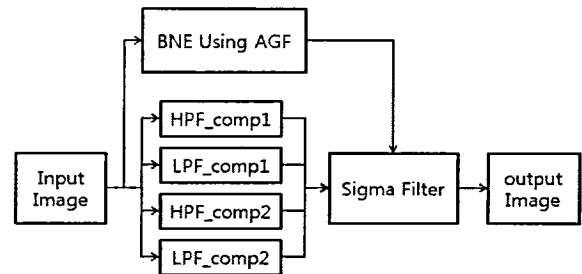 BNE Using AGF
HPF_comp1
LPF_comp1
HPF_comp2
LPF_comp2
Input
Image
Sigma Filter
output
Image